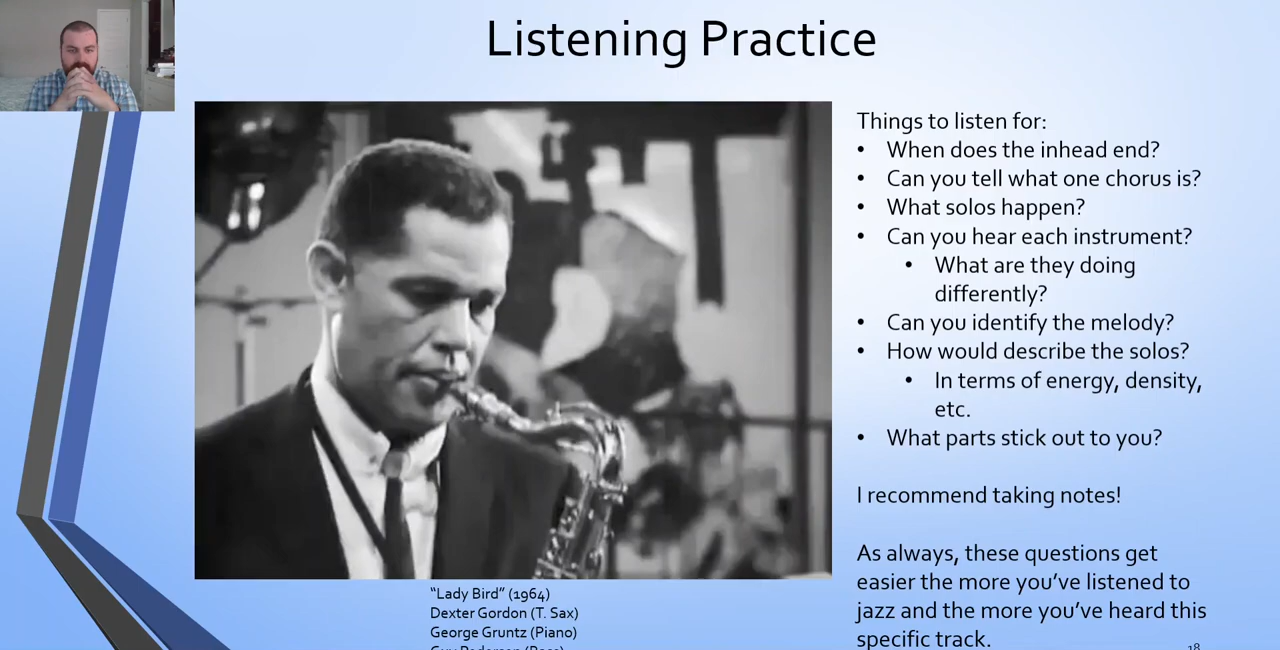 Listening Practice
Things to listen for:
• When does the inhead end?
• Can you tell what one chorus is?
• What solos happen?
• Can you hear each instrument?
• What are they doing
differently?
• Can you identify the melody?
• How would describe the solos?
• In terms of energy, density,
etc.
• What parts stick out to you?
I recommend taking notes!
As always, these questions get
easier the more you’ve listened to
jazz and the more you’ve heard this
specific track.
“Lady Bird” (1964)
Dexter Gordon (T. Sax)
George Gruntz (Piano)